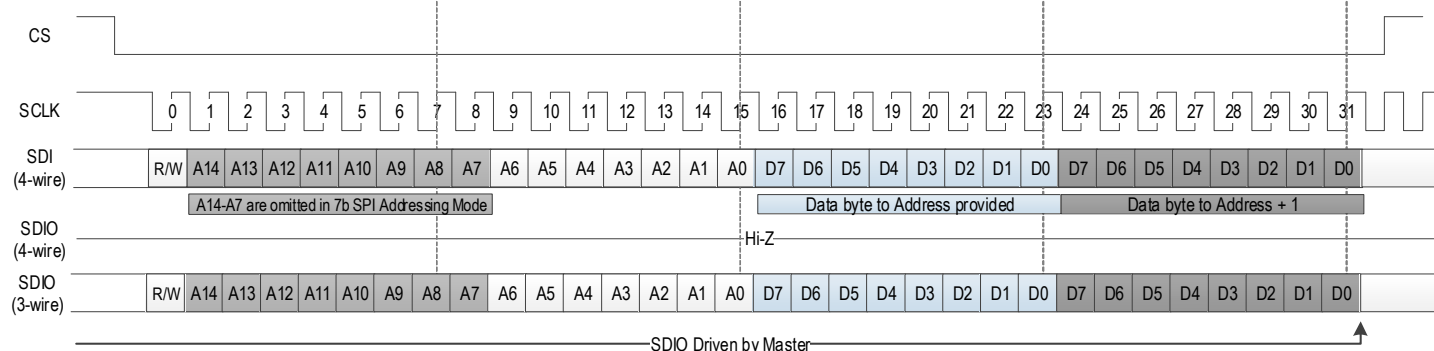 CS
SCLK 0 1 2 3 4 5 6 7 8 9 10 11 12 13 14 15 16 17 18 19 20 21 22 23 24 25 26 27 28 29 30 31
SDI
(4-wire)
R/W A14 A13 A12 A11 A10 A9 A8 A7 A6 A5 A4 A3 A2 A1 A0 D7 D6 D5 D4 D3 D2 D1 D0 D7 D6 D5 D4 D3 D2 D1 D0
A14-A7 are omitted in 7b SPI Addressing Mode Data byte to Address provided Data byte to Address + 1
SDIO
(4-wire)
Hi-Z
SDIO
(3-wire)
R/W A14 A13 A12 A11 A10 A9 A8 A7 A6 A5 A4 A3 A2 A1 A0 D7 D6 D5 D4 D3 D2 D1 D0 D7 D6 D5 D4 D3 D2 D1 D0
SDIO Driven by Master